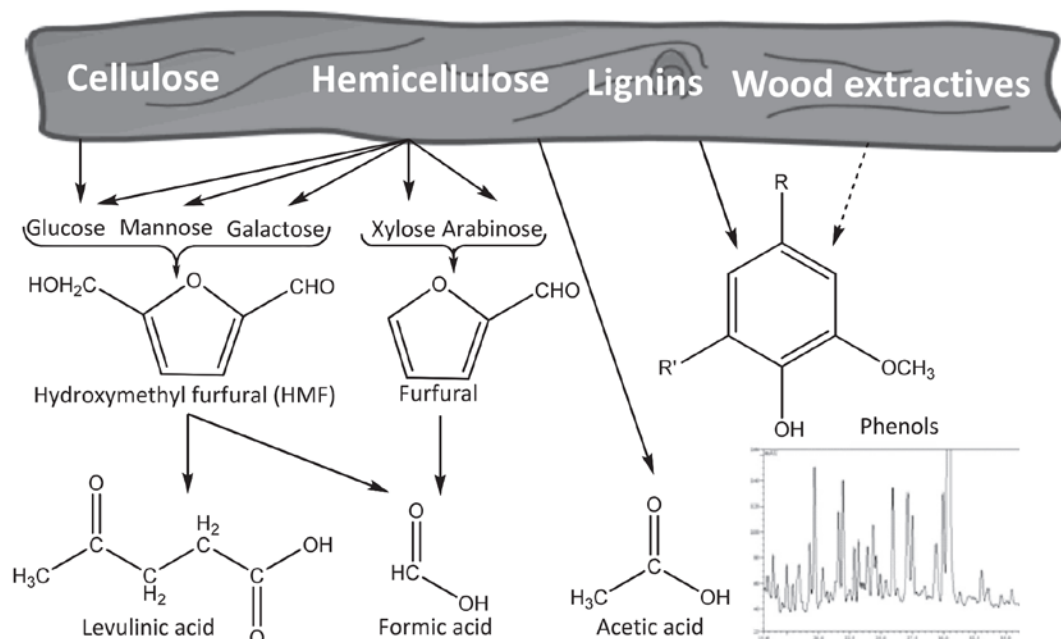 Cellulose Hemicellulose Lignins Wood extractives
Glucose Mannose Galactose Xylose Arabinose
R
HOH2C O CHO O CHO
R' OCH3
Hydroxymethyl furfural (HMF) Furfural
OH Phenols
O H2 C OH O O
C C HC C
H3C C H2 O OH H3C OH
Levulinic acid Formic acid Acetic acid